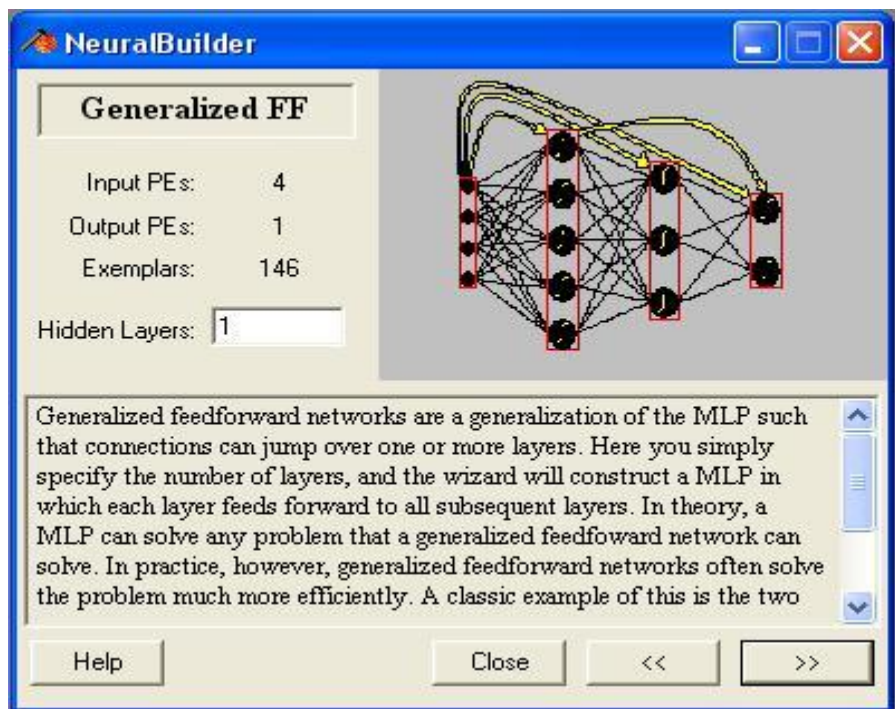 NeuralBuilder
Generalized FF
Input PEs: 4
Output PEs: 1
Exemplars: 146
Hidden Layers: 1
Generalized feedforward networks are a generalization of the MLP such
that connections can jump over one or more layers. Here you simply
specify the number of layers, and the wizard will construct a MLP in
which each layer feeds forward to all subsequent layers. In theory, a
MLP can solve any problem that a generalized feedfoward network can
solve. In practice, however, generalized feedforward networks often solve
the problem much more efficiently. A classic example of this is the two
Help
Close
<<
>>